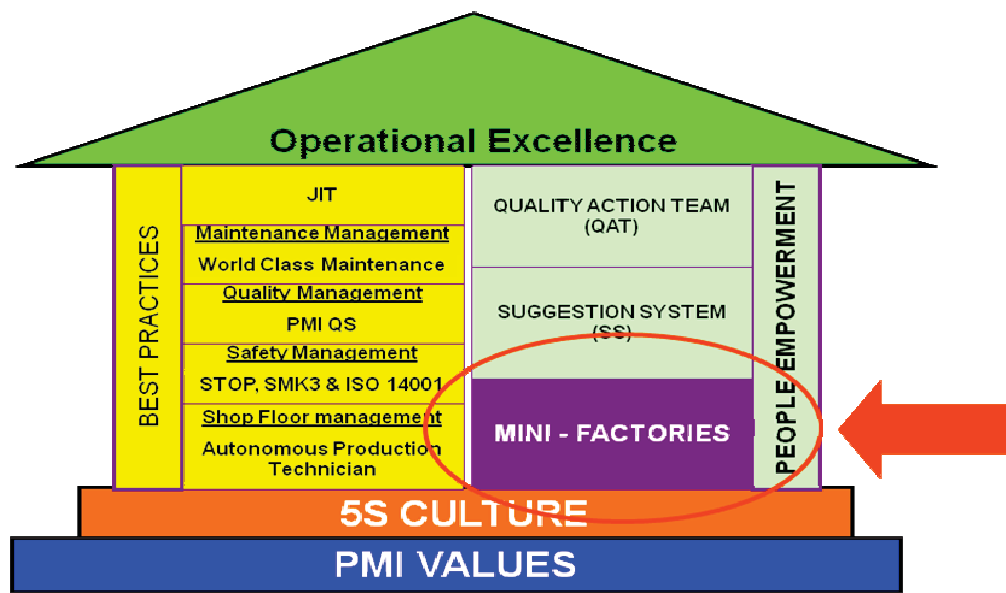 Operational Excellence
BEST PRACTICES
JIT
Maintenance Management
World Class Maintenance
Quality Management
PMI QS
Safety Management
STOP, SMK3 & ISO 14001
Shop Floor management
Autonomous Production
Technician
QUALITY ACTION TEAM
(QAT)
SUGGESTION SYSTEM
(SS)
MINI - FACTORIES
PEOPLE EMPOWERMENT
5S CULTURE
PMI VALUES